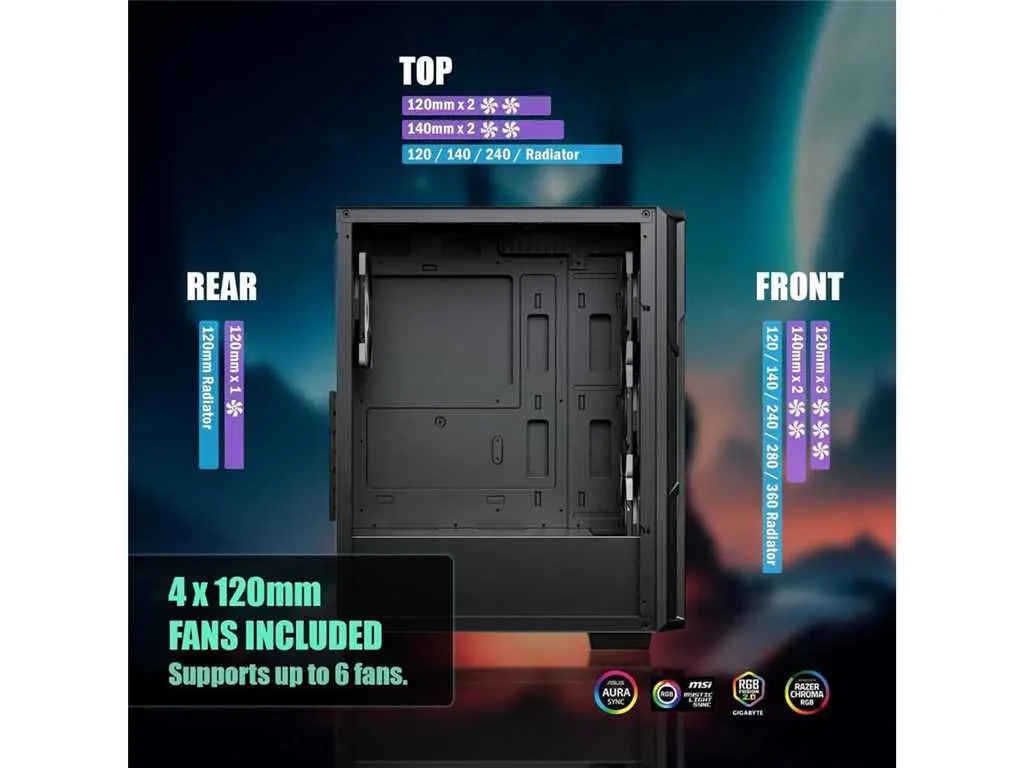 TOP
120mm x 2
140mm x 2
120 / 140 / 240 / Radiator
REAR
120mm Radiator
120mm x 1
FRONT
120 / 140 / 240 / 280 / 360 Radiator
140mm x 2
120mm x 3
4 x 120mm
FANS INCLUDED
Supports up to 6 fans.
ASUS
AURA
SYNC
RGB
msi
MYSTIC
LIGHT
SYNC
RGB
FUSION
2.0
GIGABYTE
RAZER
CHROMA
RGB